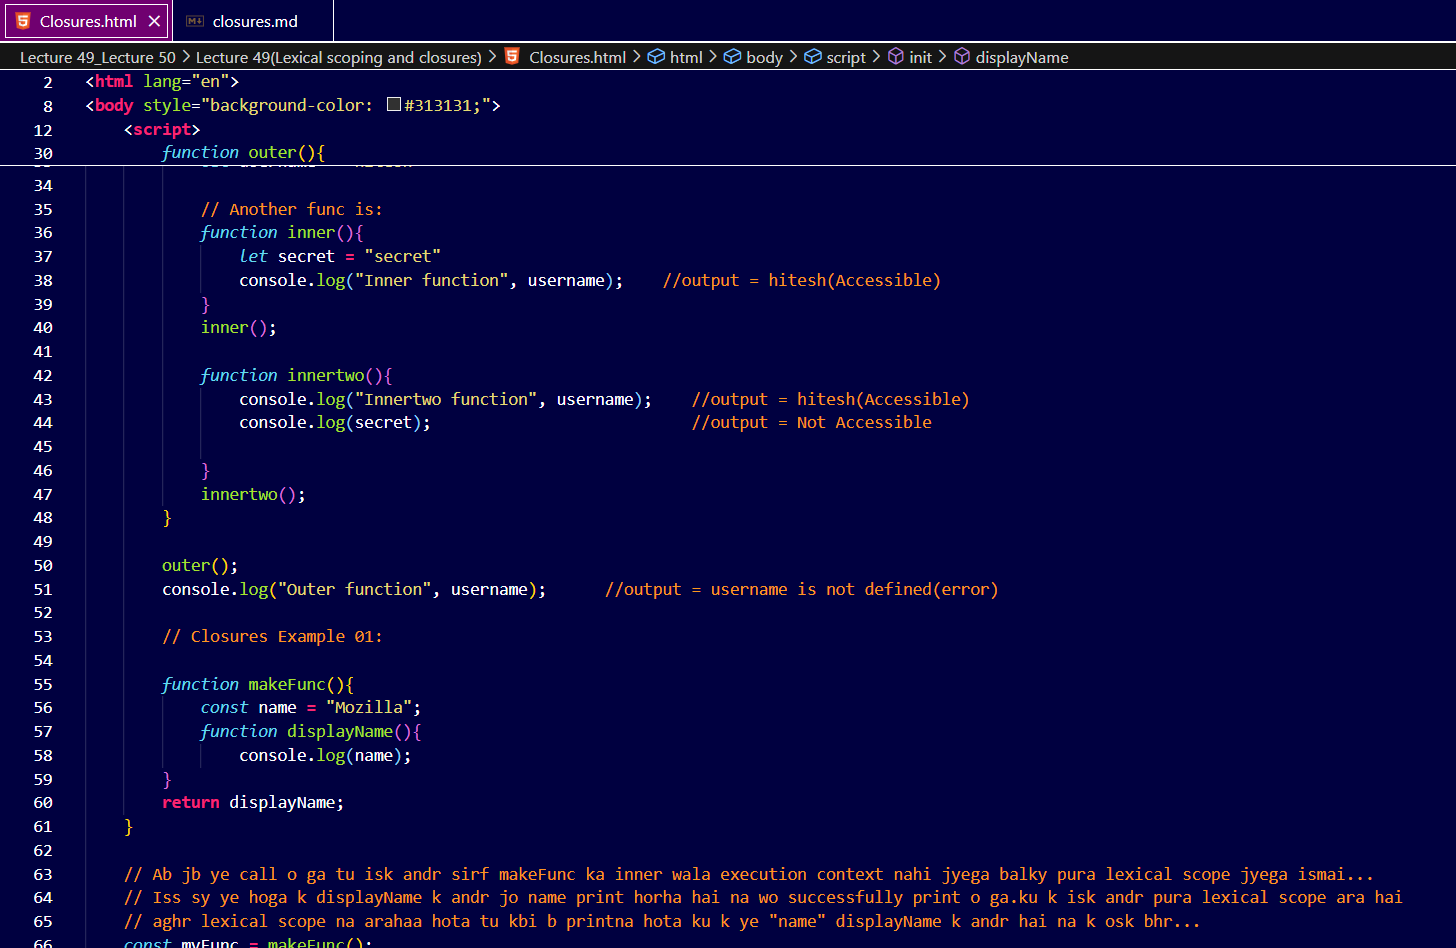 Closures.html closures.md
Lecture 49_Lecture 50 > Lecture 49(Lexical scoping and closures) > Closures.html > html > body > script > init > displayName
2 <html lang="en">
8 <body style="background-color: #313131;">
12 <script>
30 function outer(){
34
35 // Another func is:
36 function inner(){
37 let secret = "secret"
38 console.log("Inner function", username); //output = hitesh(Accessible)
39 }
40 inner();
41
42 function innertwo(){
43 console.log("Innertwo function", username); //output = hitesh(Accessible)
44 console.log(secret); //output = Not Accessible
45
46 }
47 innertwo();
48 }
49
50 outer();
51 console.log("Outer function", username); //output = username is not defined(error)
52
53 // Closures Example 01:
54
55 function makeFunc(){
56 const name = "Mozilla";
57 function displayName(){
58 console.log(name);
59 }
60 return displayName;
61 }
62
63 // Ab jb ye call o ga tu isk andr sirf makeFunc ka inner wala execution context nahi jyega balky pura lexical scope jyega ismai...
64 // Iss sy ye hoga k displayName k andr jo name print horha hai na wo successfully print o ga.ku k isk andr pura lexical scope ara hai
65 // aghr lexical scope na arahaa hota tu kbi b printna hota ku k ye "name" displayName k andr hai na k osk bhr...
66 const myFunc = makeFunc();